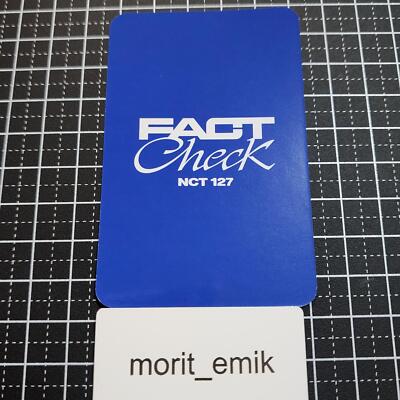 FACT
Check
NCT 127
morit_emik